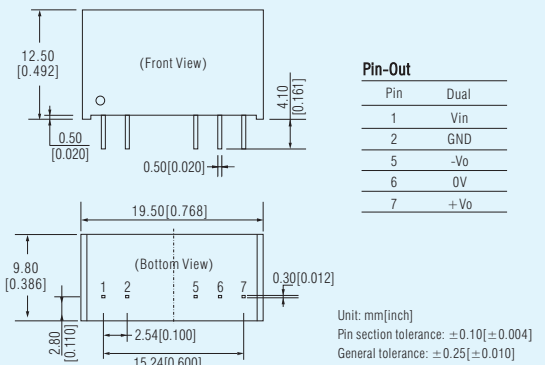 12.50
[0.492]
(Front View)
4.10
[0.161]
0.50
[0.020]
0.50[0.020]
Pin-Out
Pin Dual
1 Vin
2 GND
5 -Vo
6 0V
7 +Vo
19.50[0.768]
9.80
[0.386]
(Bottom View)
0.30[0.012]
1 2 5 6 7
2.80
[0.110]
2.54[0.100]
15.24[0.600]
Unit: mm[inch]
Pin section tolerance: ±0.10[±0.004]
General tolerance: ±0.25[±0.010]